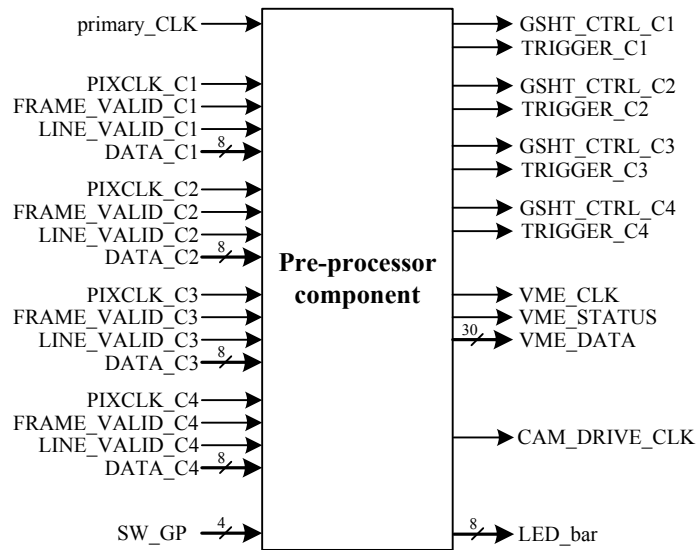 primary_CLK
PIXCLK_C1
FRAME_VALID_C1
LINE_VALID_C1
DATA_C1
8
PIXCLK_C2
FRAME_VALID_C2
LINE_VALID_C2
DATA_C2
8
PIXCLK_C3
FRAME_VALID_C3
LINE_VALID_C3
DATA_C3
8
PIXCLK_C4
FRAME_VALID_C4
LINE_VALID_C4
DATA_C4
8
SW_GP
4
Pre-processor
component
GSHT_CTRL_C1
TRIGGER_C1
GSHT_CTRL_C2
TRIGGER_C2
GSHT_CTRL_C3
TRIGGER_C3
GSHT_CTRL_C4
TRIGGER_C4
VME_CLK
VME_STATUS
30
VME_DATA
CAM_DRIVE_CLK
8
LED_bar